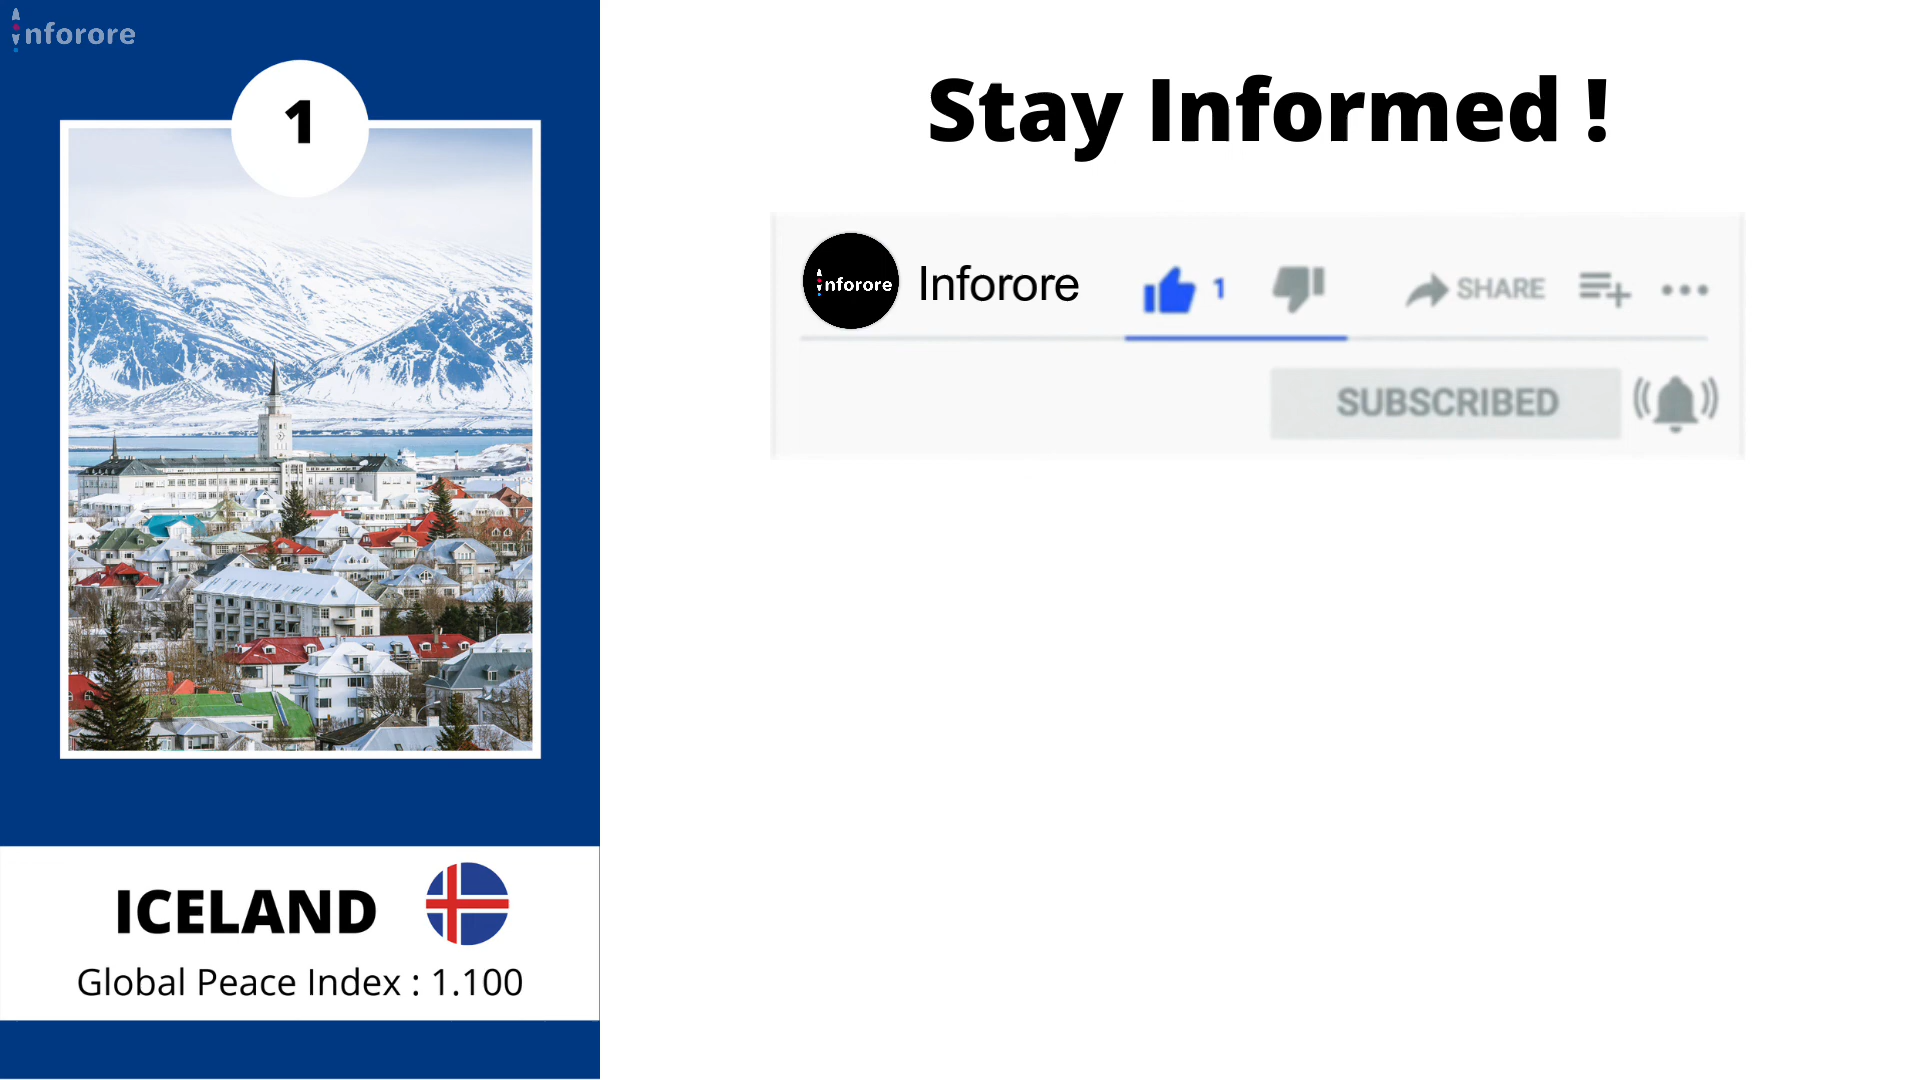 Inforore
1
ICELAND
Global Peace Index : 1.100
Stay Informed !
Inforore
Inforore
1
SHARE
SUBSCRIBED